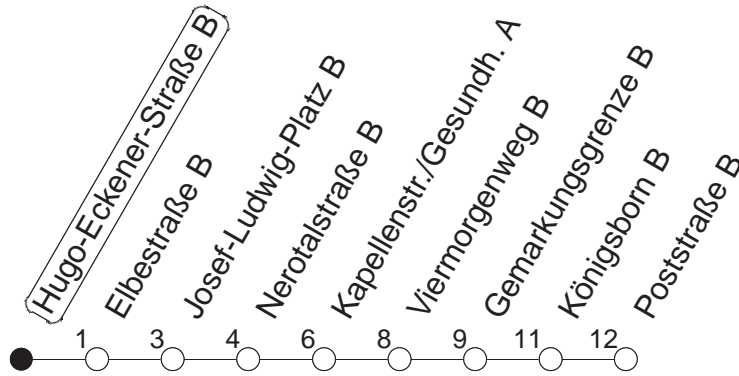 Hugo-Eckener-Straße B
Elbestraße B
Josef-Ludwig-Platz B
Nerotalstraße B
Kapellenstr./Gesundh. A
Viermorgenweg B
Gemarkungsgrenze B
Königsborn B
Poststraße B
1 3 4 6 8 9 11 12